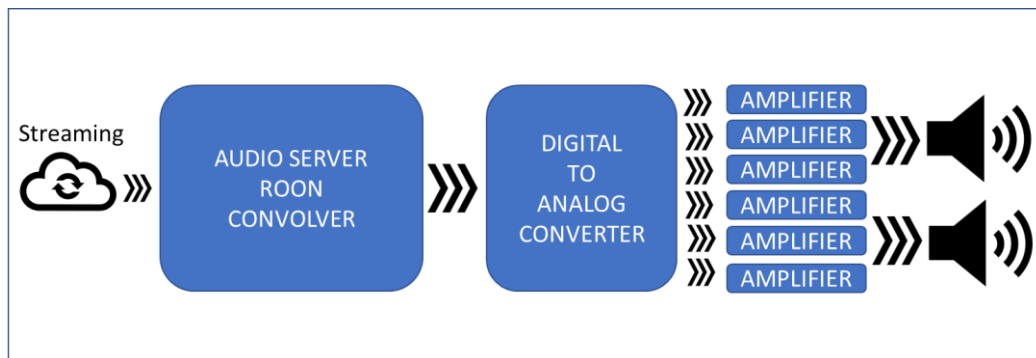 Streaming
AUDIO SERVER
ROON
CONVOLVER
DIGITAL
TO
ANALOG
CONVERTER
AMPLIFIER
AMPLIFIER
AMPLIFIER
AMPLIFIER
AMPLIFIER
AMPLIFIER